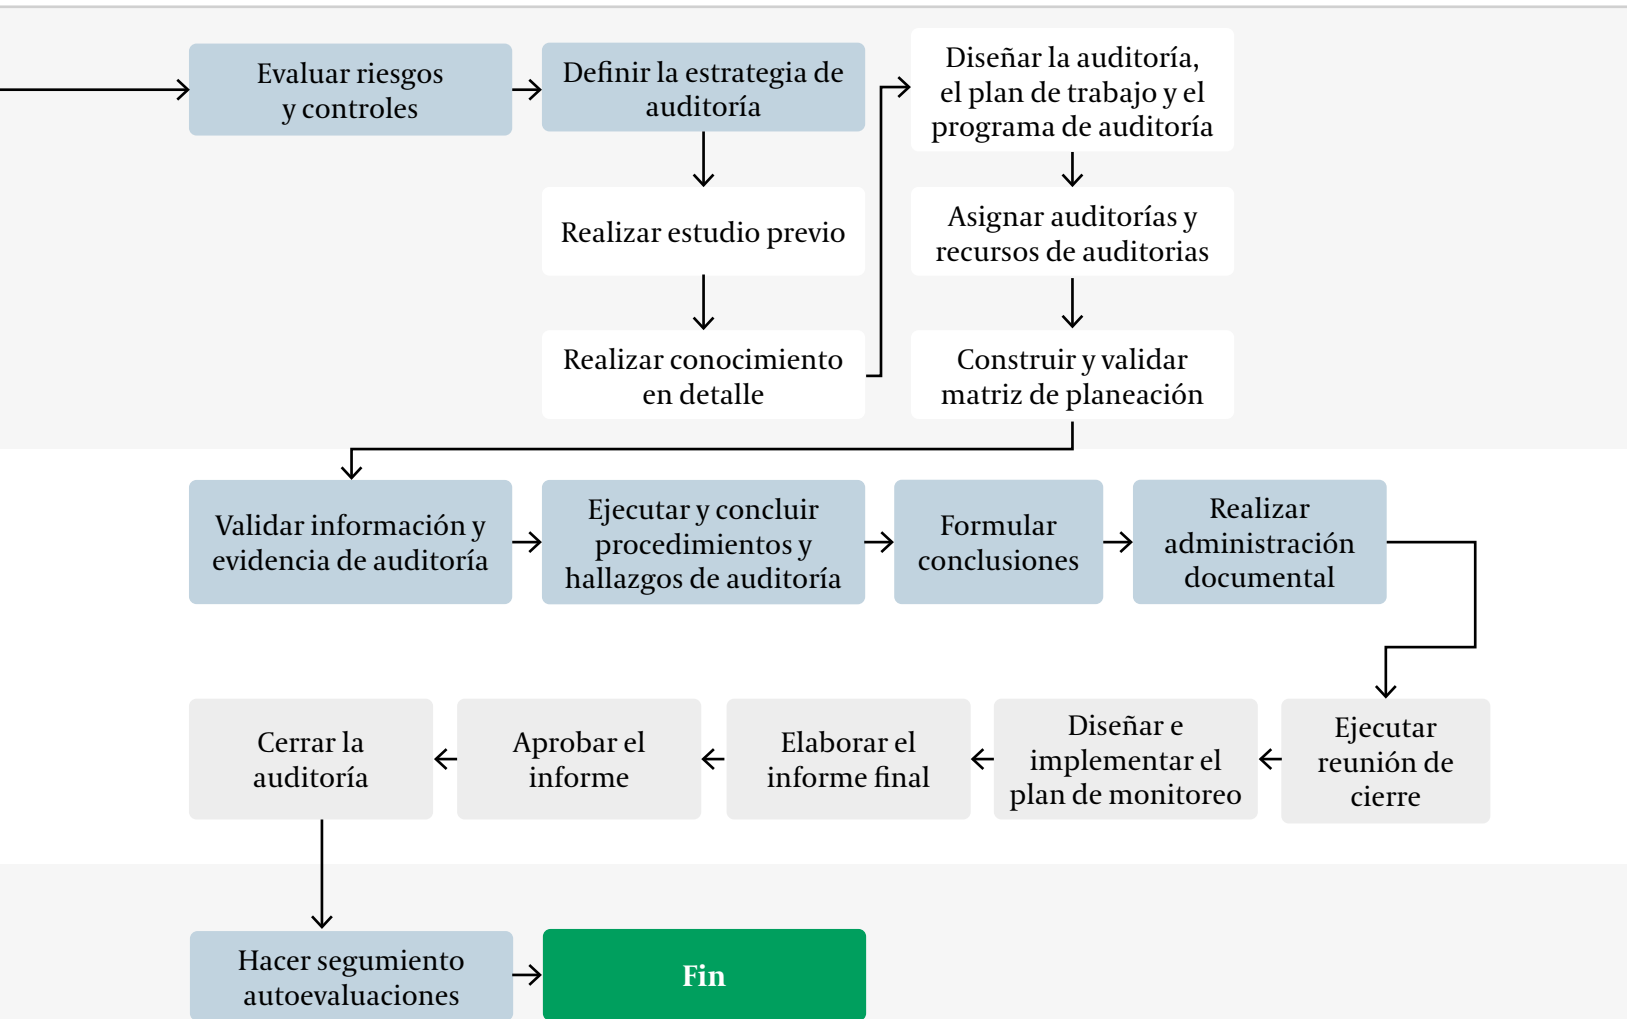 Evaluar riesgos
y controles
Definir la estrategia de
auditoría
Realizar estudio previo
Realizar conocimiento
en detalle
Diseñar la auditoría,
el plan de trabajo y el
programa de auditoría
Asignar auditorías y
recursos de auditorias
Construir y validar
matriz de planeación
Validar información y
evidencia de auditoría
Ejecutar y concluir
procedimientos y
hallazgos de auditoría
Formular
conclusiones
Realizar
administración
documental
Ejecutar
reunión de
cierre
Diseñar e
implementar el
plan de monitoreo
Elaborar el
informe final
Aprobar el
informe
Cerrar la
auditoría
Hacer segumiento
autoevaluaciones
Fin